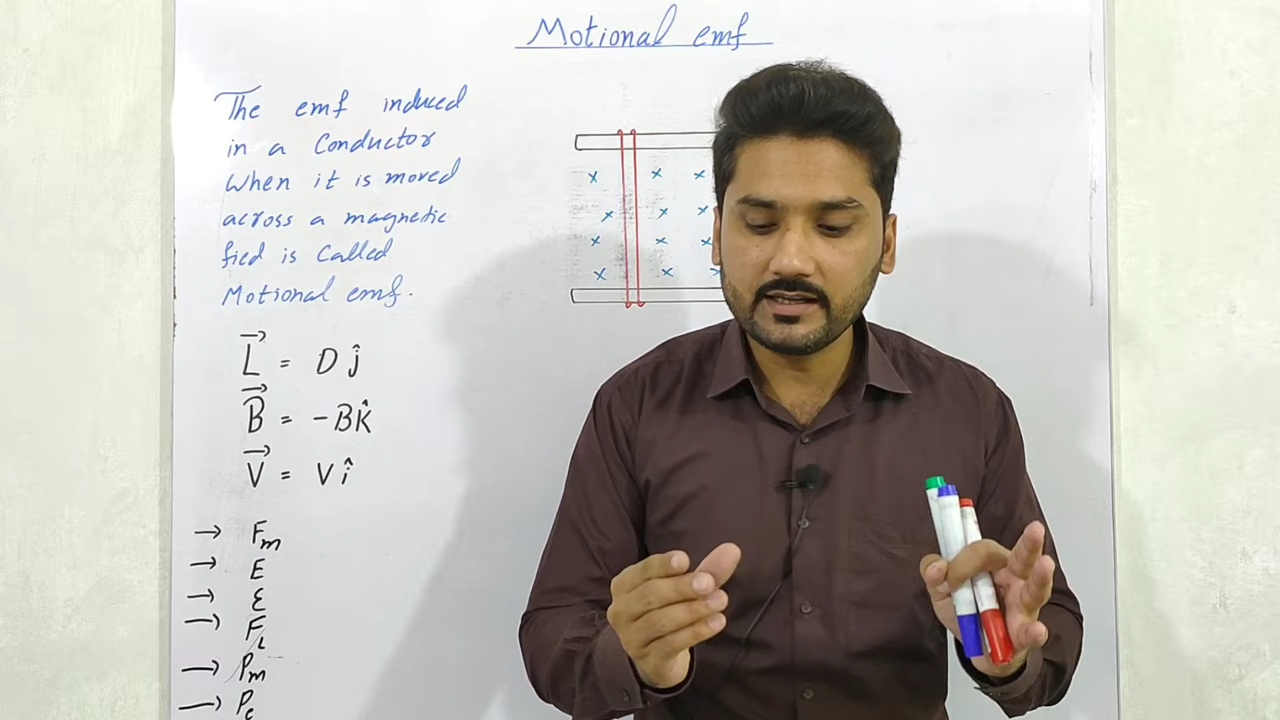 Motional emf
The emf induced
in a Conductor
When it is moved
across a magnetic
fied is Called
Motional emf.
L⃗ = D ĵ
B⃗ = -B K̂
V⃗ = V î
→ Fm
→ E
→ ε
→ FL
→ Pm
→ Pe
x x x
x x x
x x x
x x x